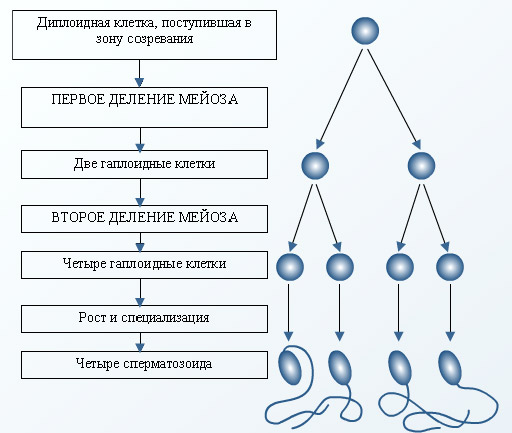 Диплоидная клетка, поступившая в
зону созревания
ПЕРВОЕ ДЕЛЕНИЕ МЕЙОЗА
Две гаплоидные клетки
ВТОРОЕ ДЕЛЕНИЕ МЕЙОЗА
Четыре гаплоидные клетки
Рост и специализация
Четыре сперматозоида